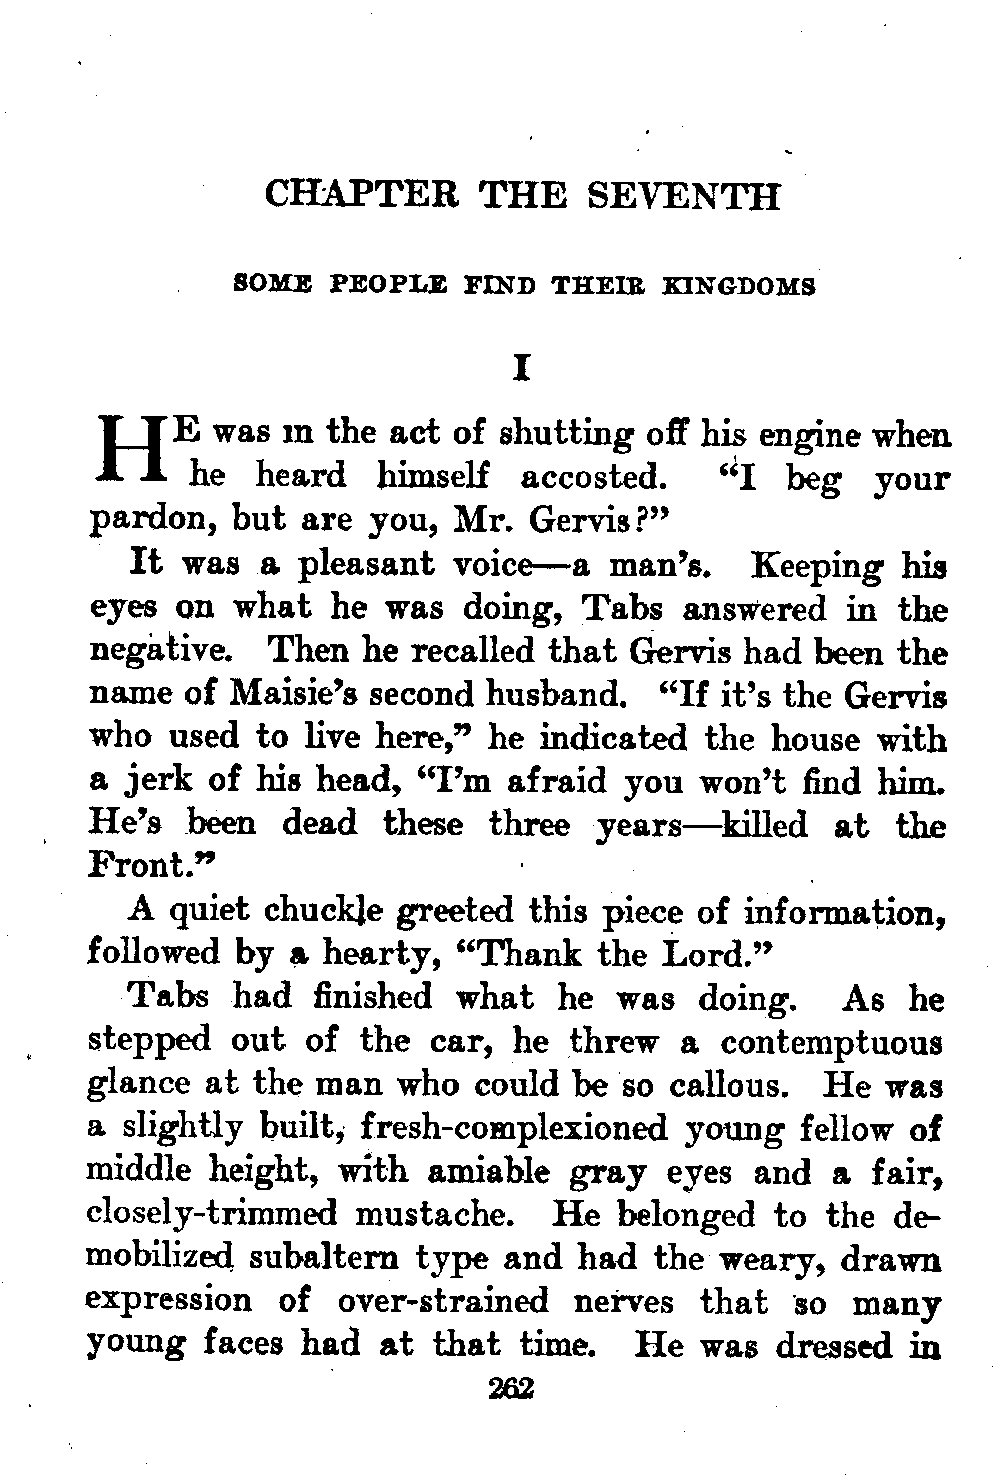 CHAPTER THE SEVENTH
SOME PEOPLE FIND THEIR KINGDOMS
I
HE was in the act of shutting off his engine when
he heard himself accosted. “I beg your
pardon, but are you, Mr. Gervis?”
It was a pleasant voice—a man’s. Keeping his
eyes on what he was doing, Tabs answered in the
negative. Then he recalled that Gervis had been the
name of Maisie’s second husband. “If it’s the Gervis
who used to live here,” he indicated the house with
a jerk of his head, “I’m afraid you won’t find him.
He’s been dead these three years—killed at the
Front.”
A quiet chuckle greeted this piece of information,
followed by a hearty, “Thank the Lord.”
Tabs had finished what he was doing. As he
stepped out of the car, he threw a contemptuous
glance at the man who could be so callous. He was
a slightly built, fresh-complexioned young fellow of
middle height, with amiable gray eyes and a fair,
closely-trimmed mustache. He belonged to the de-
mobilized subaltern type and had the weary, drawn
expression of over-strained nerves that so many
young faces had at that time. He was dressed in
262